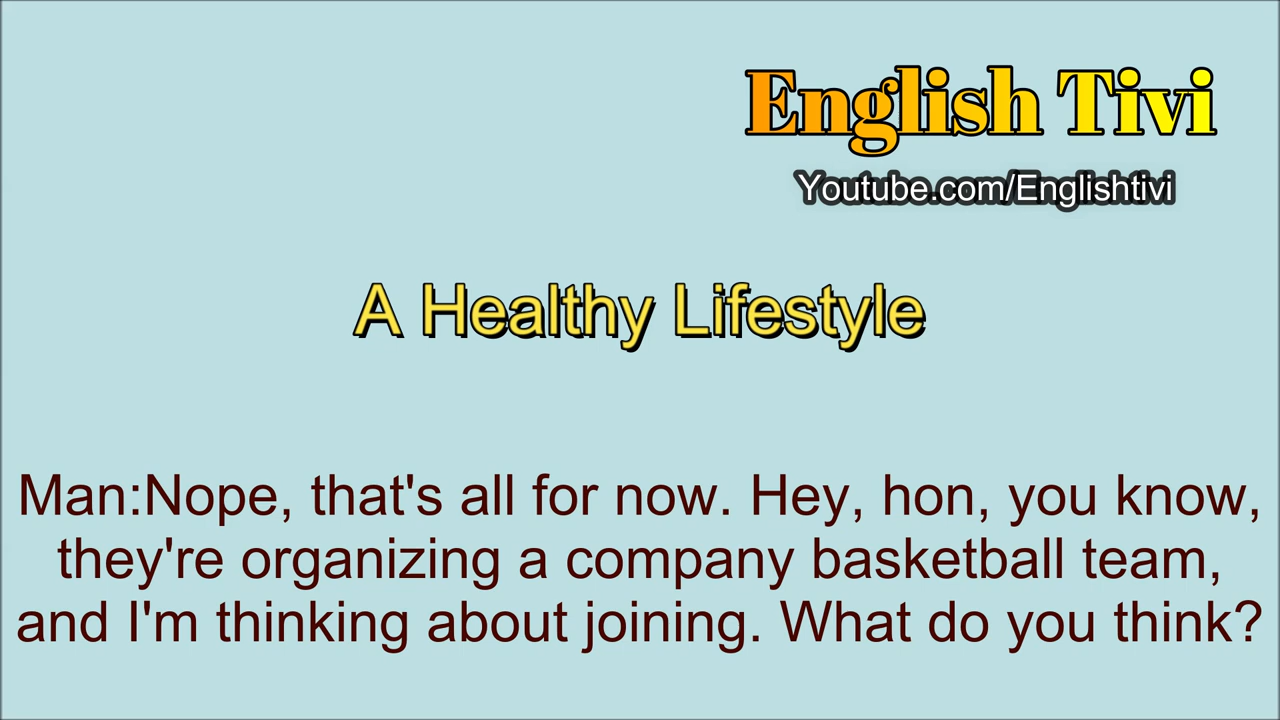 English Tivi
Youtube.com/Englishtivi
A Healthy Lifestyle
Man:Nope, that's all for now. Hey, hon, you know,
they're organizing a company basketball team,
and I'm thinking about joining. What do you think?